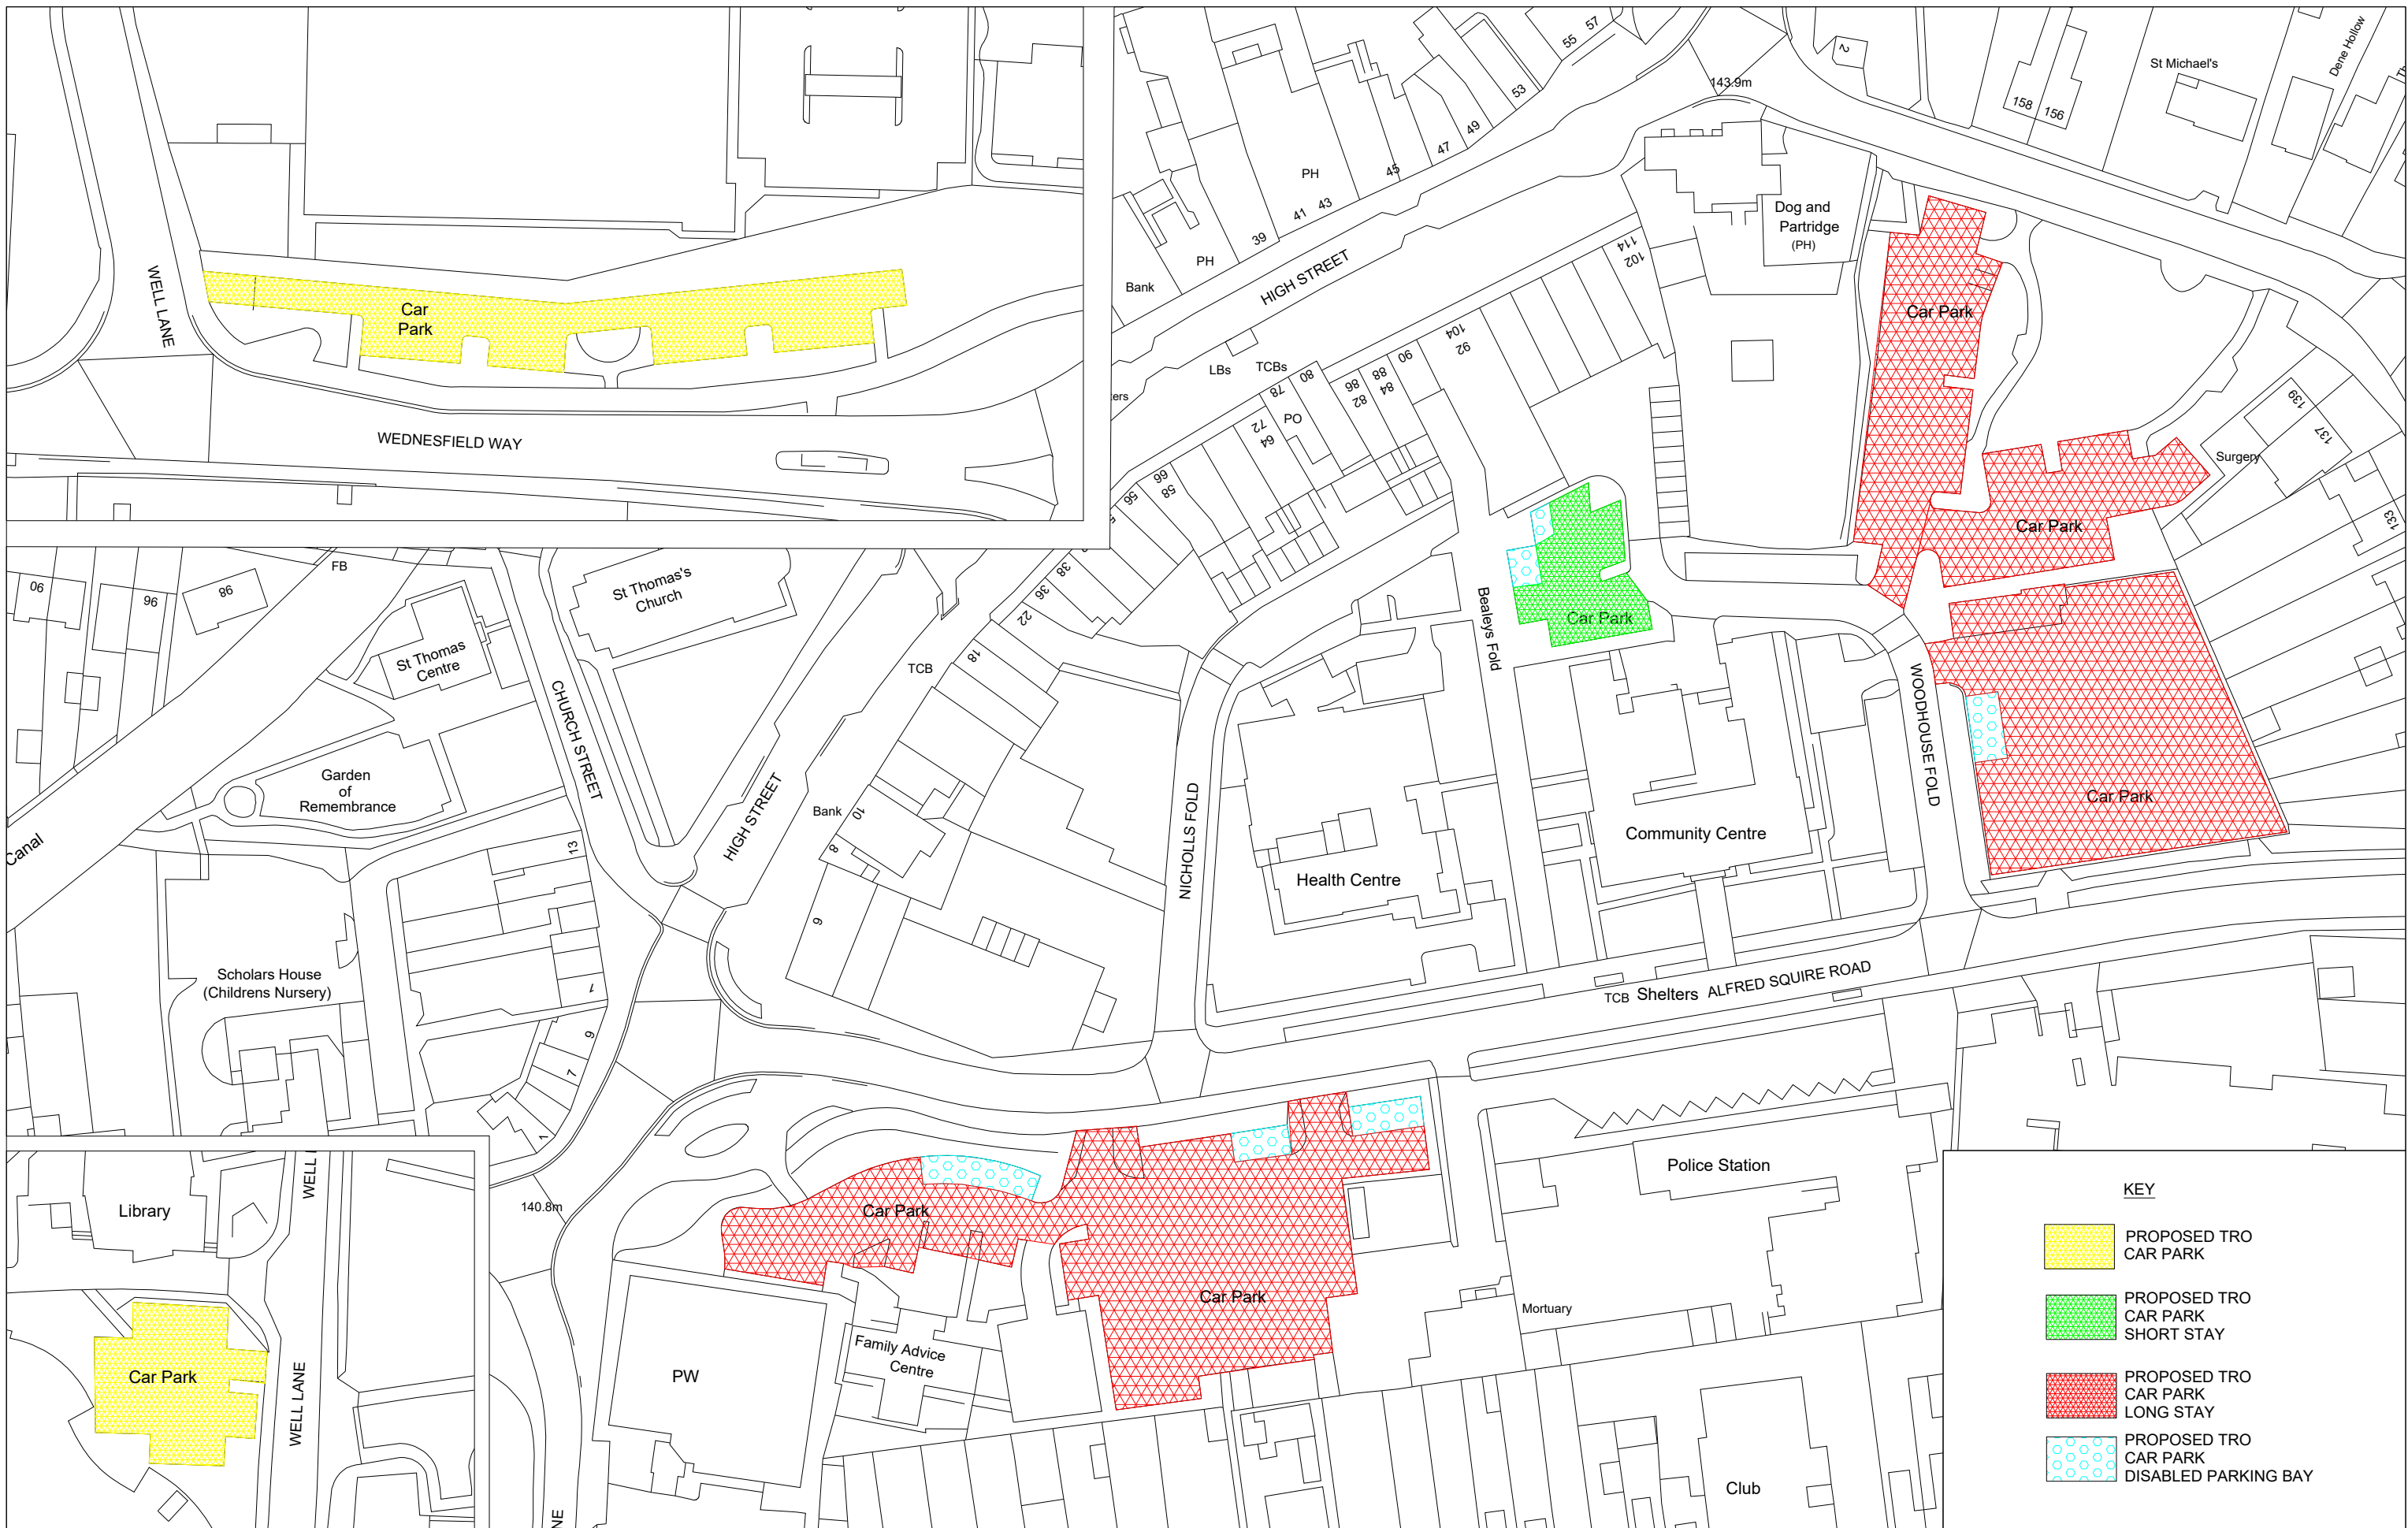 WELL LANE
Car
Park
WEDNESFIELD WAY
55
57
53
49
47
45
43
41
39
PH
PH
Bank
HIGH STREET
143.9m
2
158
156
St Michael's
Dene Hollow
Dog and
Partridge
(PH)
114
102
104
92
90
88
84
86
82
80
78
PO
72
64
66
58
56
LBs
TCBs
ters
Car Park
Car Park
Car Park
Surgery
139
137
133
Car Park
Bealeys Fold
WOODHOUSE FOLD
90
96
98
FB
St Thomas
Centre
St Thomas's
Church
38
36
22
18
TCB
CHURCH STREET
HIGH STREET
Garden
of
Remembrance
Canal
Bank
10
8
6
13
1
NICHOLLS FOLD
Health Centre
Community Centre
Scholars House
(Childrens Nursery)
9
7
1
TCB
Shelters
ALFRED SQUIRE ROAD
140.8m
Car Park
Car Park
Police Station
Mortuary
Family Advice
Centre
PW
Club
Library
WELL L
Car Park
WELL LANE
NE
KEY
PROPOSED TRO
CAR PARK
PROPOSED TRO
CAR PARK
SHORT STAY
PROPOSED TRO
CAR PARK
LONG STAY
PROPOSED TRO
CAR PARK
DISABLED PARKING BAY